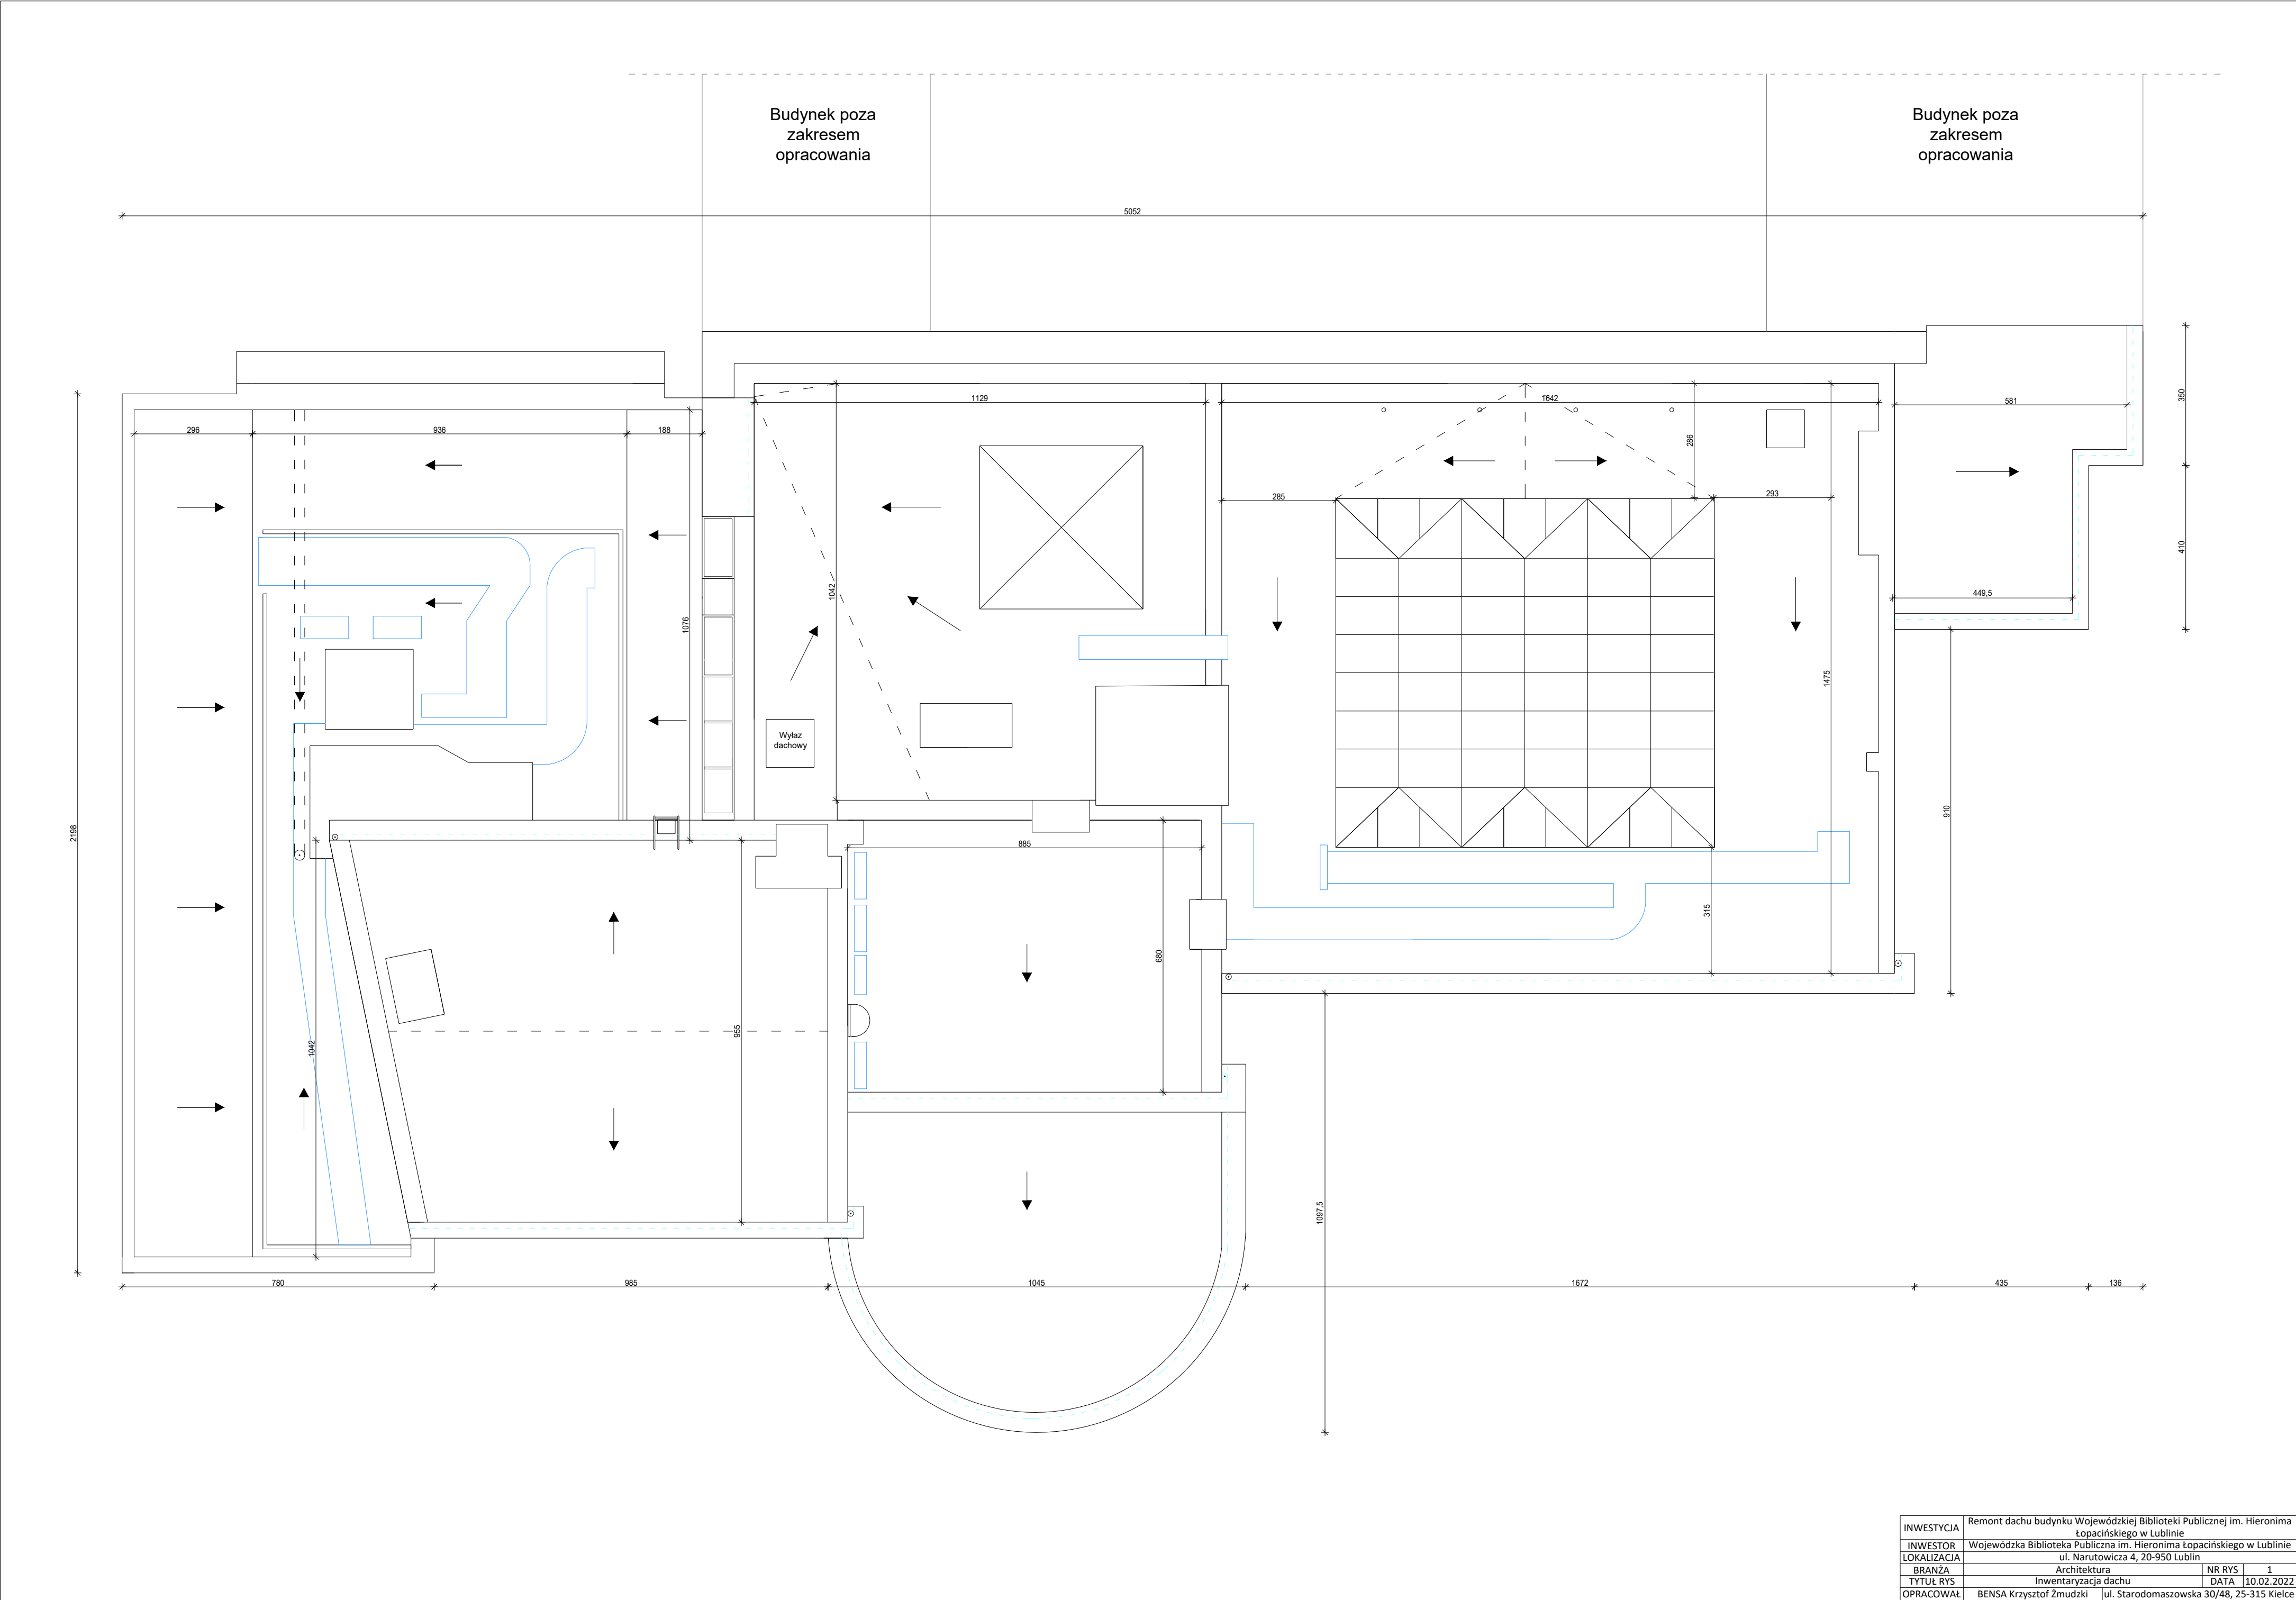 Budynek poza
zakresem
opracowania
Budynek poza
zakresem
opracowania
5052
350
1129
1642
581
296
936
188
286
285
293
410
1042
449,5
1076
1475
Wyłaz
dachowy
2198
910
885
315
680
955
1042
1097,5
780
985
1045
1672
435
136
INWESTYCJA
Remont dachu budynku Wojewódzkiej Biblioteki Publicznej im. Hieronima
Łopacińskiego w Lublinie
INWESTOR Wojewódzka Biblioteka Publiczna im. Hieronima Łopacińskiego w Lublinie
LOKALIZACJA ul. Narutowicza 4, 20-950 Lublin
BRANŻA Architektura NR RYS 1
TYTUŁ RYS Inwentaryzacja dachu DATA 10.02.2022
OPRACOWAŁ BENSA Krzysztof Żmudzki ul. Starodomaszowska 30/48, 25-315 Kielce